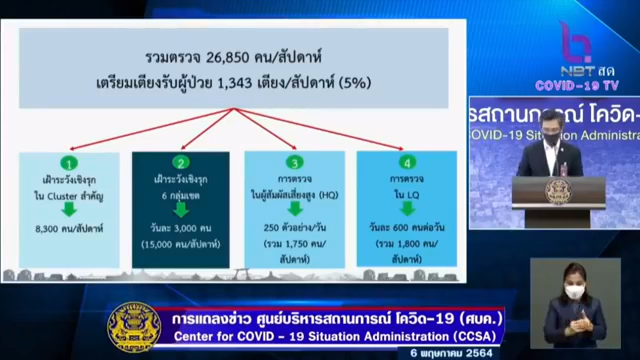 รวมตรวจ 26,850 คน/สัปดาห์
เตรียมเตียงรับผู้ป่วย 1,343 เตียง/สัปดาห์ (5%)
1
เฝ้าระวังเชิงรุก
ใน Cluster สำคัญ
8,300 คน/สัปดาห์
2
เฝ้าระวังเชิงรุก
6 กลุ่มเขต
วันละ 3,000 คน
(15,000 คน/สัปดาห์)
3
การตรวจ
ในผู้สัมผัสเสี่ยงสูง (HQ)
250 ตัวอย่าง/วัน
(รวม 1,750 คน/
สัปดาห์)
4
การตรวจ
ใน LQ
วันละ 600 คนต่อวัน
(รวม 1,800 คน/
สัปดาห์)
NBT สด
COVID-19 TV
รสถานการณ์ โควิด-
COVID-19 Situation Administra
การแถลงข่าว ศูนย์บริหารสถานการณ์ โควิด-19 (ศบค.)
Center for COVID - 19 Situation Administration (CCSA)
6 พฤษภาคม 2564